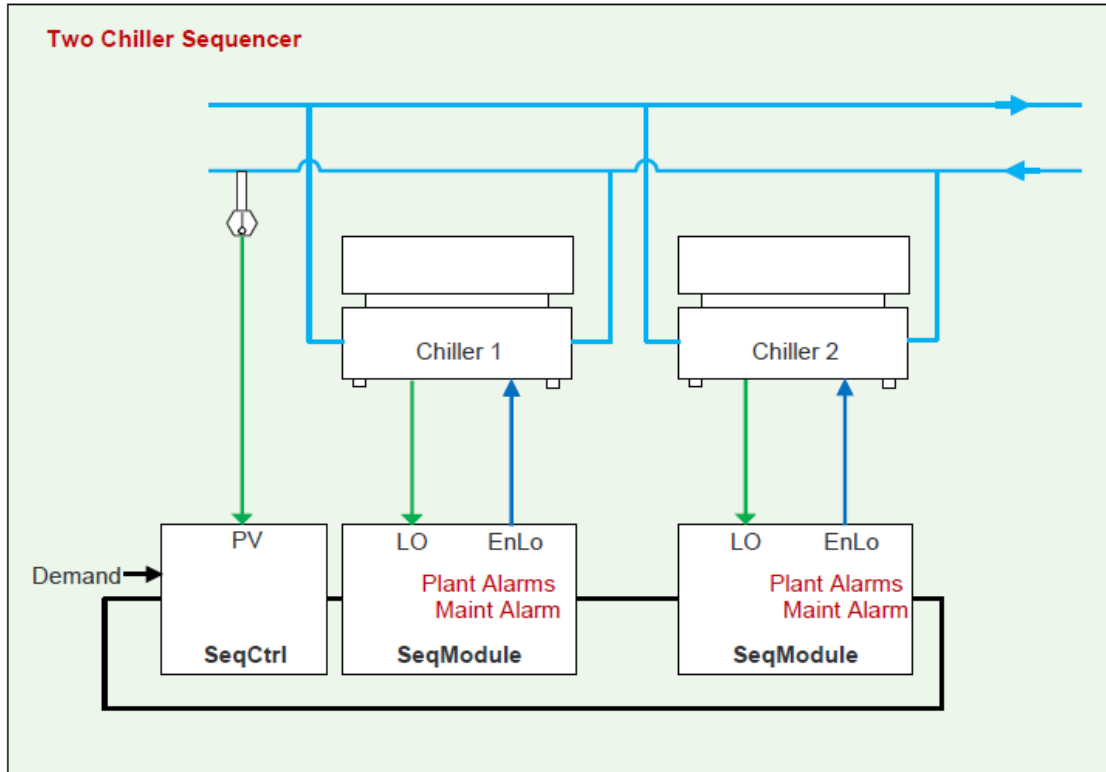 Two Chiller Sequencer
Chiller 1
Chiller 2
PV
LO
EnLo
LO
EnLo
Demand
Plant Alarms
Maint Alarm
Plant Alarms
Maint Alarm
SeqCtrl
SeqModule
SeqModule